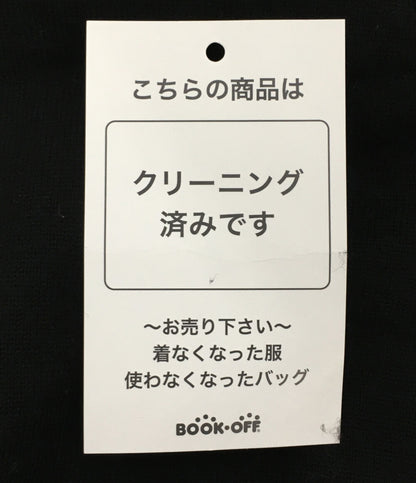 こちらの商品は
クリーニング
済みです
～お売り下さい～
着なくなった服
使わなくなったバッグ
BOOK・OFF